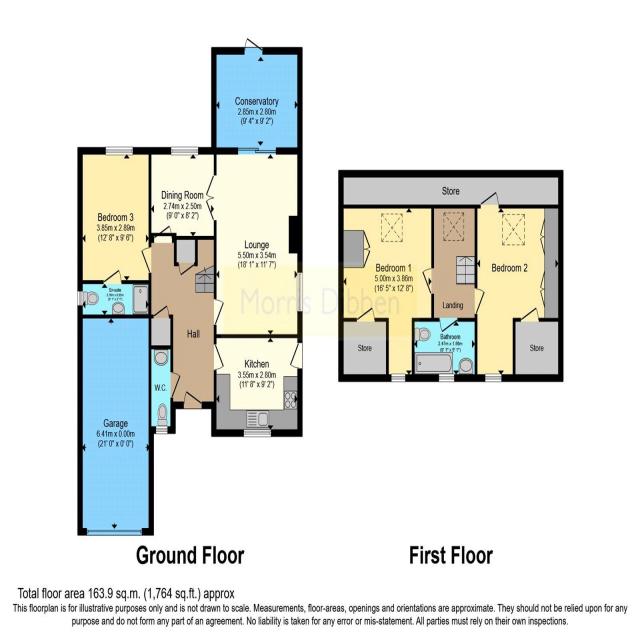 Conservatory
2.85m x 2.80m
(9' 4" x 9' 2")
Bedroom 3
3.85m x 2.89m
(12' 8" x 9' 6")
Dining Room
2.74m x 2.50m
(9' 0" x 8' 2")
Lounge
5.50m x 3.54m
(18' 1" x 11' 7")
Ensuite
Morris Dibben
Hall
Kitchen
3.55m x 2.80m
(11' 8" x 9' 2")
W.C.
Garage
6.41m x 0.00m
(21' 0" x 0' 0")
Store
Bedroom 1
5.00m x 3.86m
(16' 5" x 12' 8")
Bedroom 2
Landing
Bathroom
Store
Store
Ground Floor
First Floor
Total floor area 163.9 sq.m. (1,764 sq.ft.) approx
This floorplan is for illustrative purposes only and is not drawn to scale. Measurements, floor-areas, openings and orientations are approximate. They should not be relied upon for any
purpose and do not form any part of an agreement. No liability is taken for any error or mis-statement. All parties must rely on their own inspections.